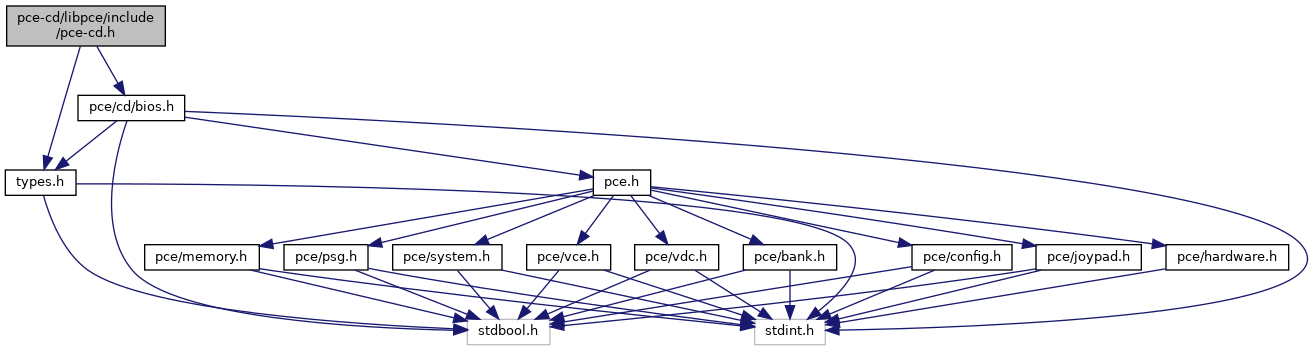 pce-cd/libpce/include
/pce-cd.h
pce/cd/bios.h
types.h
pce.h
pce/memory.h
pce/psg.h
pce/system.h
pce/vce.h
pce/vdc.h
pce/bank.h
pce/config.h
pce/joypad.h
pce/hardware.h
stdbool.h
stdint.h